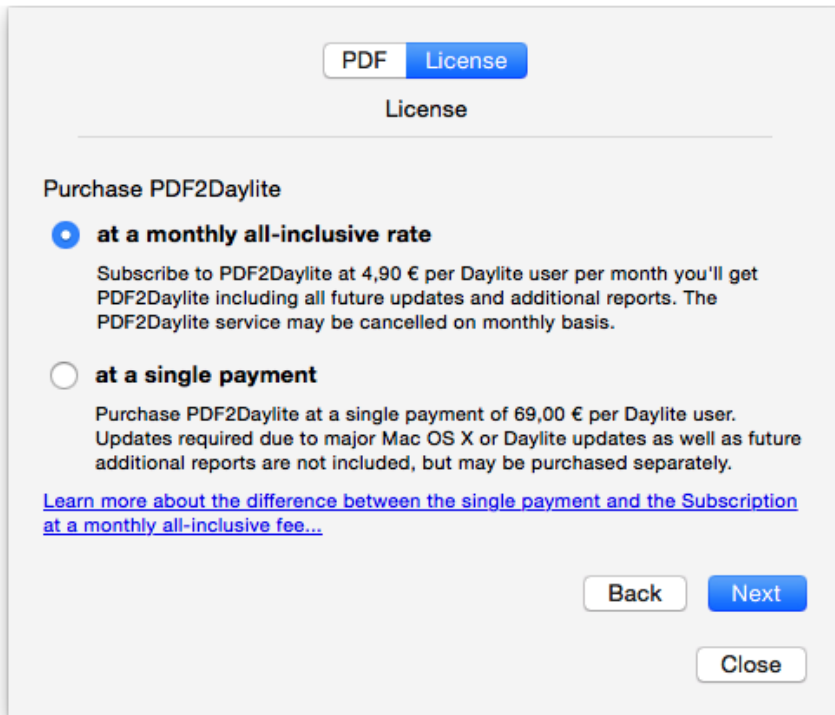 PDF License
License
Purchase PDF2Daylite
at a monthly all-inclusive rate
Subscribe to PDF2Daylite at 4,90 € per Daylite user per month you'll get
PDF2Daylite including all future updates and additional reports. The
PDF2Daylite service may be cancelled on monthly basis.
at a single payment
Purchase PDF2Daylite at a single payment of 69,00 € per Daylite user.
Updates required due to major Mac OS X or Daylite updates as well as future
additional reports are not included, but may be purchased separately.
Learn more about the difference between the single payment and the Subscription
at a monthly all-inclusive fee...
Back Next
Close